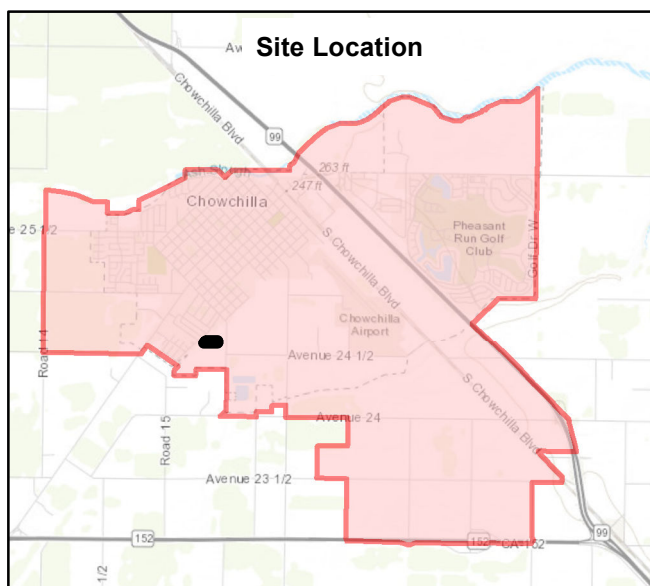 Site Location
Av
Chowchilla Blvd
99
263 ft
247 ft
Chowchilla
e 25 1/2
Pheasant
Run Golf
Club
Golf Dr W
S Chowchilla Blvd
Chowchilla
Airport
Road 14
Avenue 24 1/2
S Chowchilla Blvd
Avenue 24
Road 15
Avenue 23 1/2
152
152
CA-152
99
1/2